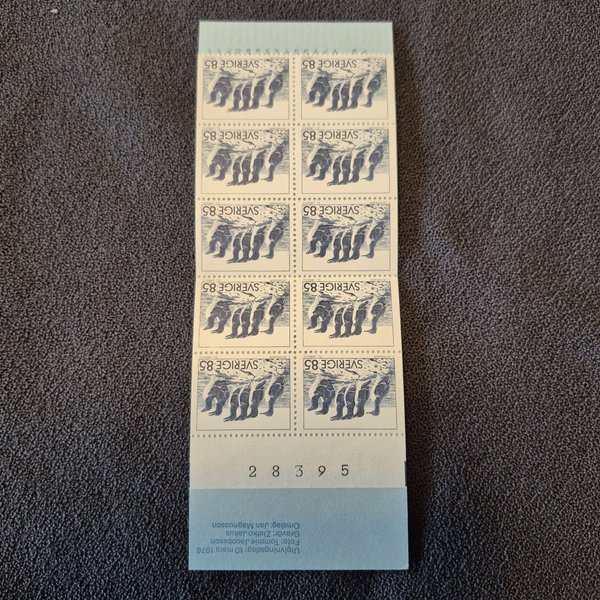 SVERIGE 85 SVERIGE 85
SVERIGE 85 SVERIGE 85
SVERIGE 85 SVERIGE 85
SVERIGE 85 SVERIGE 85
SVERIGE 85 SVERIGE 85
28395
Utgivningsdag: 10 mars 1976
Foto: Tommie Jacobsson
Gravör: Zlatko Jakus
Omslag: Jan Magnusson